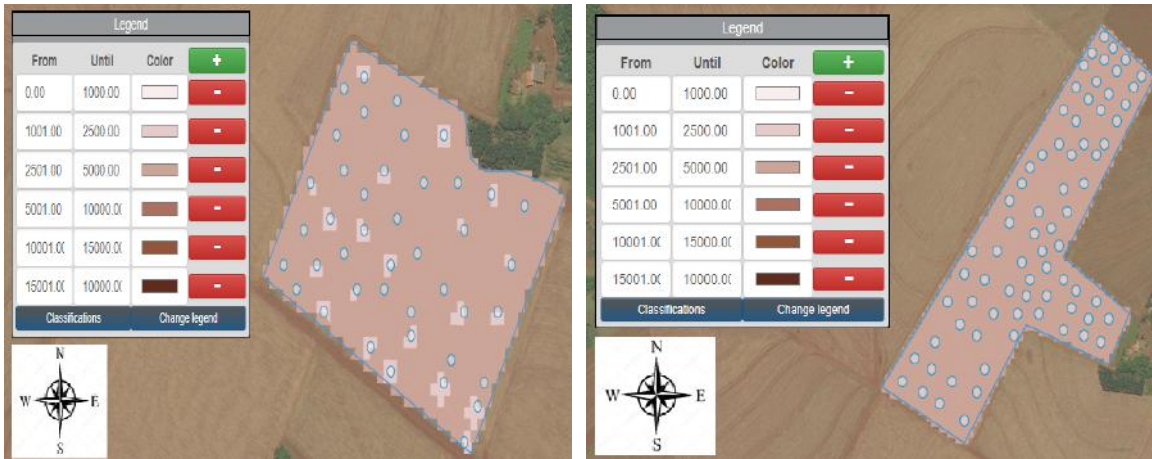 Legend
From Until Color +
0.00 1000.00 -
1001.00 2500.00 -
2501.00 5000.00 -
5001.00 10000.0( -
10001.0( 15000.0( -
15001.0( 10000.0( -
Classifications Change legend
N
W E
S
Legend
From Until Color +
0.00 1000.00 -
1001.00 2500.00 -
2501.00 5000.00 -
5001.00 10000.0( -
10001.0( 15000.0( -
15001.0( 10000.0( -
Classifications Change legend
N
W E
S